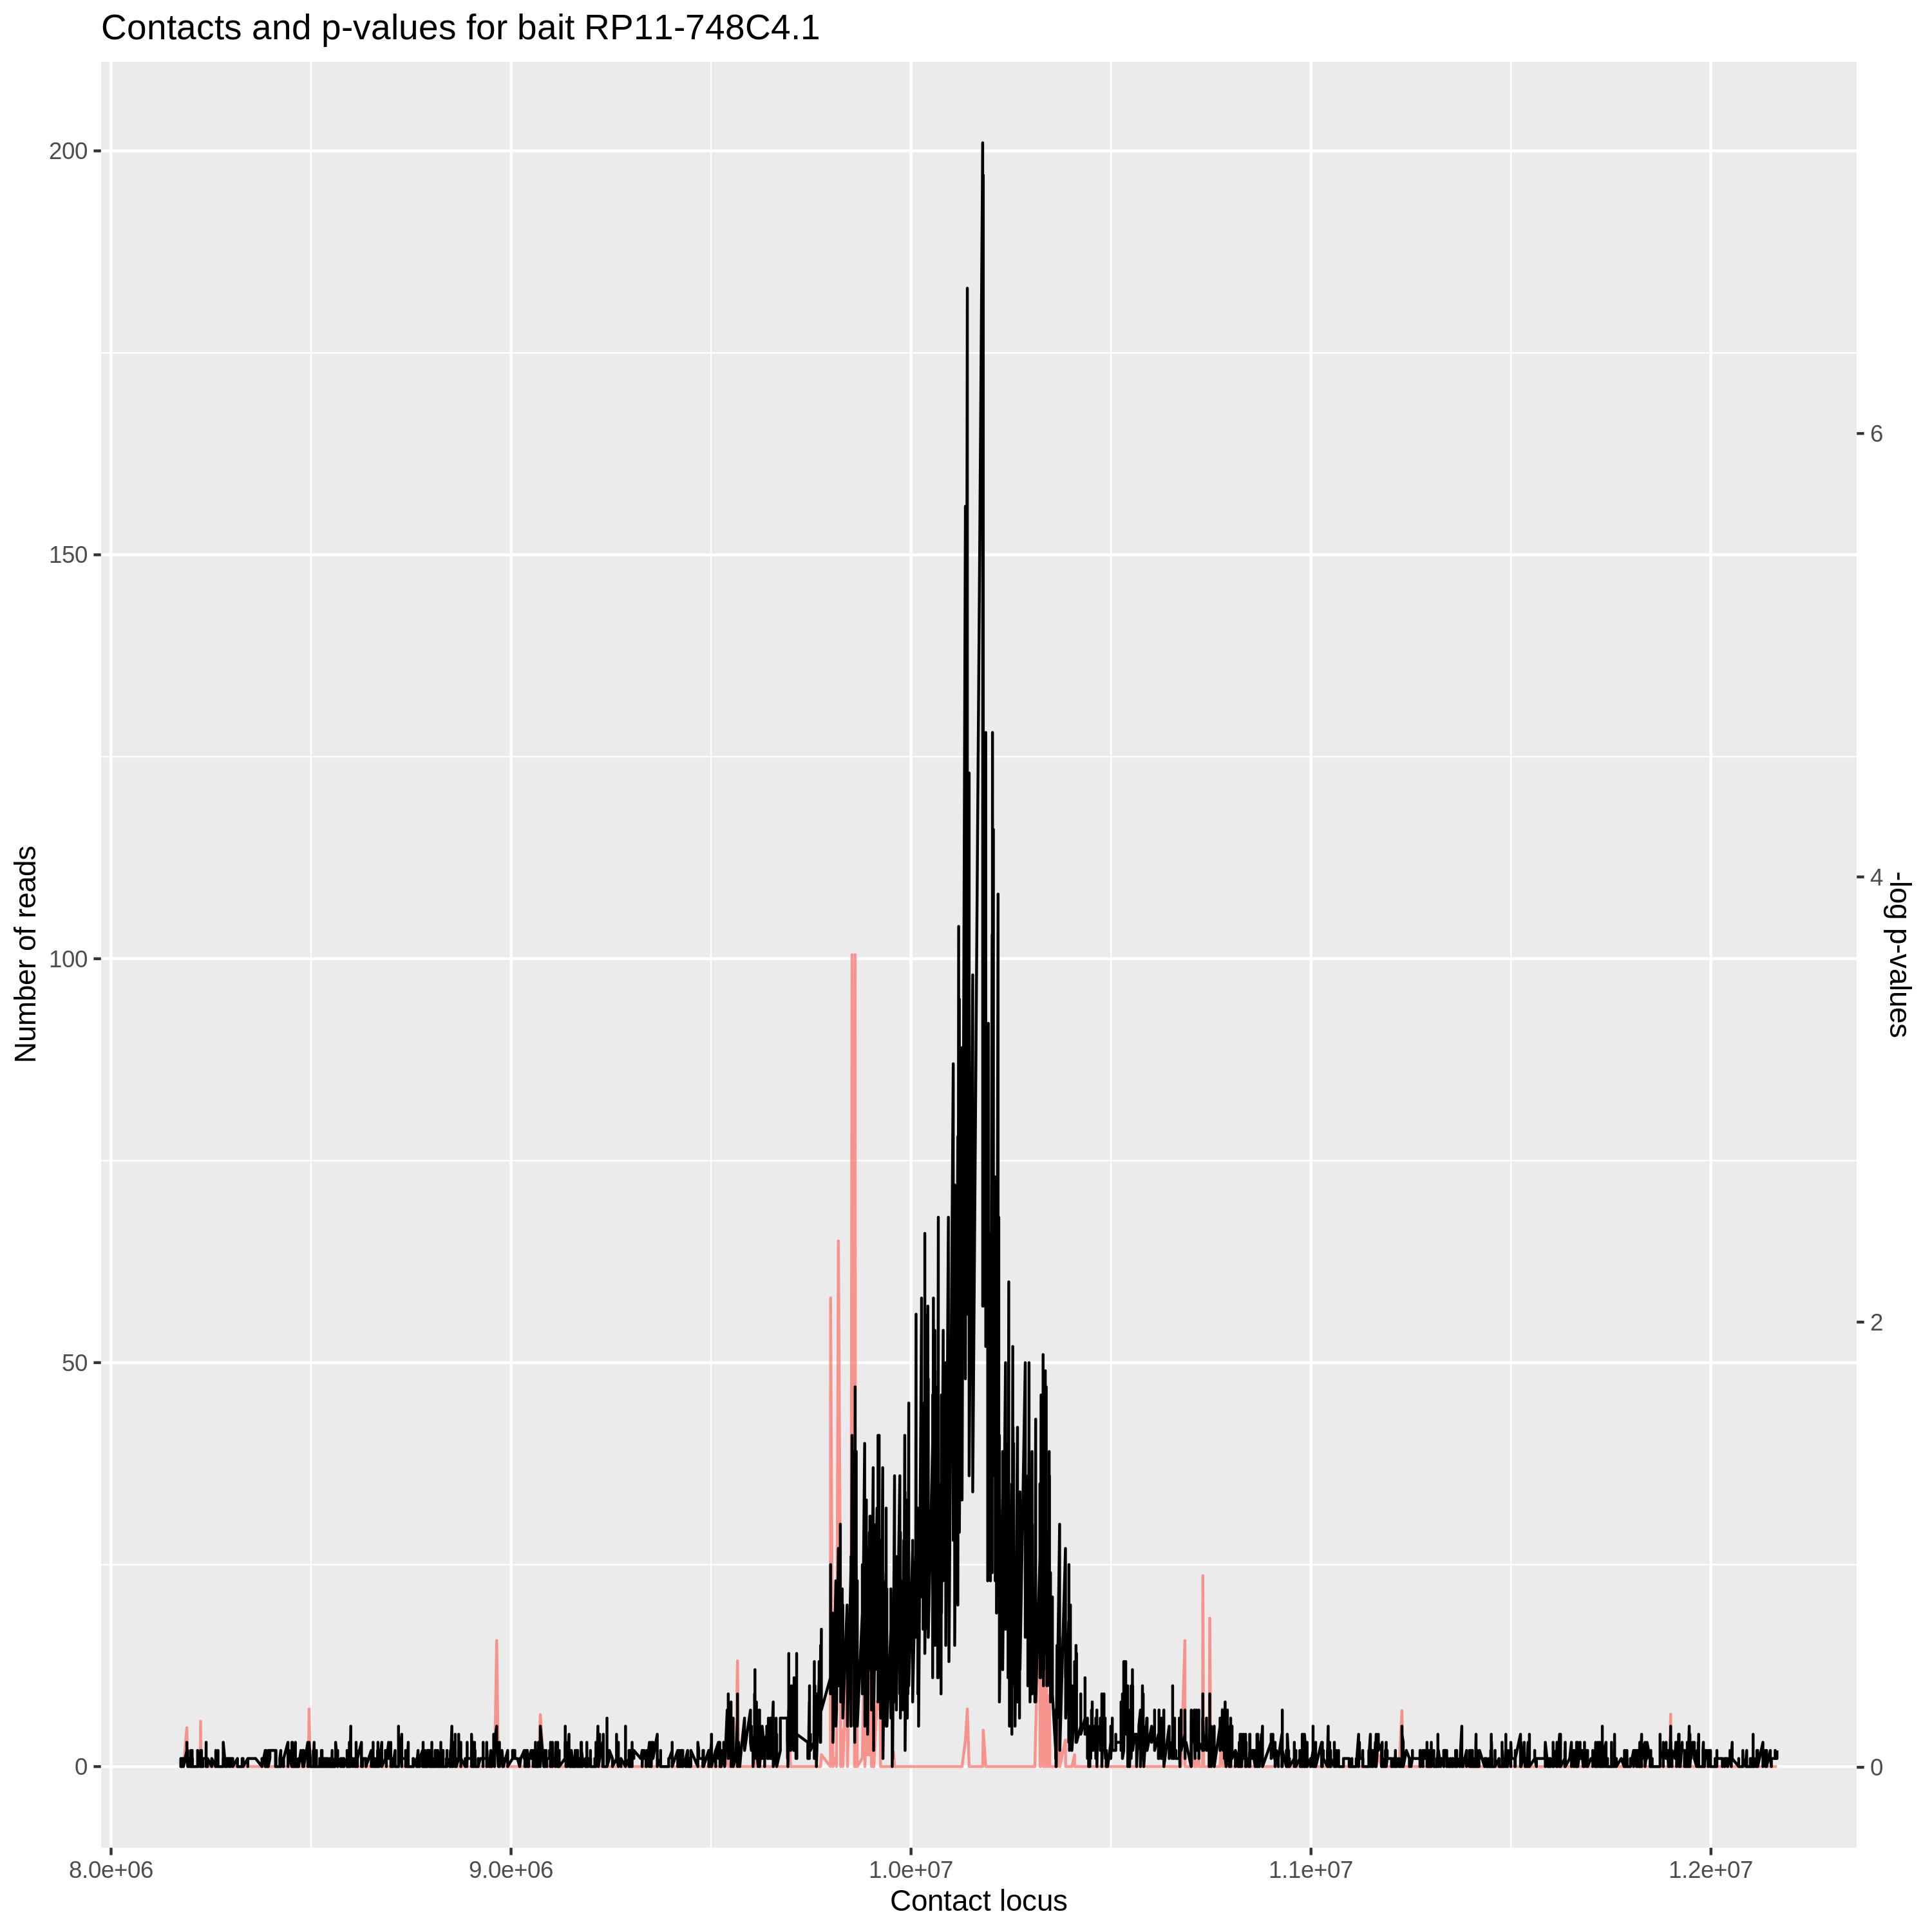 Contacts and p-values for bait RP11-748C4.1
200
150
100
50
0
Number of reads
6
4
2
0
-log p-values
8.0e+06
9.0e+06
1.0e+07
1.1e+07
1.2e+07
Contact locus